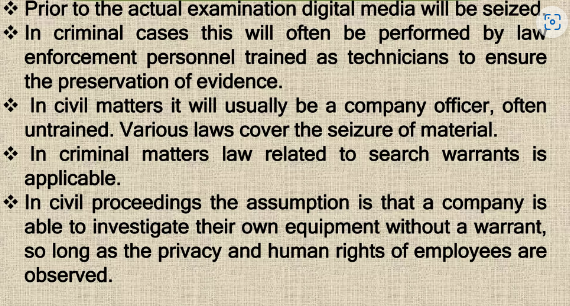 ❖ Prior to the actual examination digital media will be seized
❖ In criminal cases this will often be performed by law
enforcement personnel trained as technicians to ensure
the preservation of evidence.
❖ In civil matters it will usually be a company officer, often
untrained. Various laws cover the seizure of material.
❖ In criminal matters law related to search warrants is
applicable.
❖ In civil proceedings the assumption is that a company is
able to investigate their own equipment without a warrant,
so long as the privacy and human rights of employees are
observed.